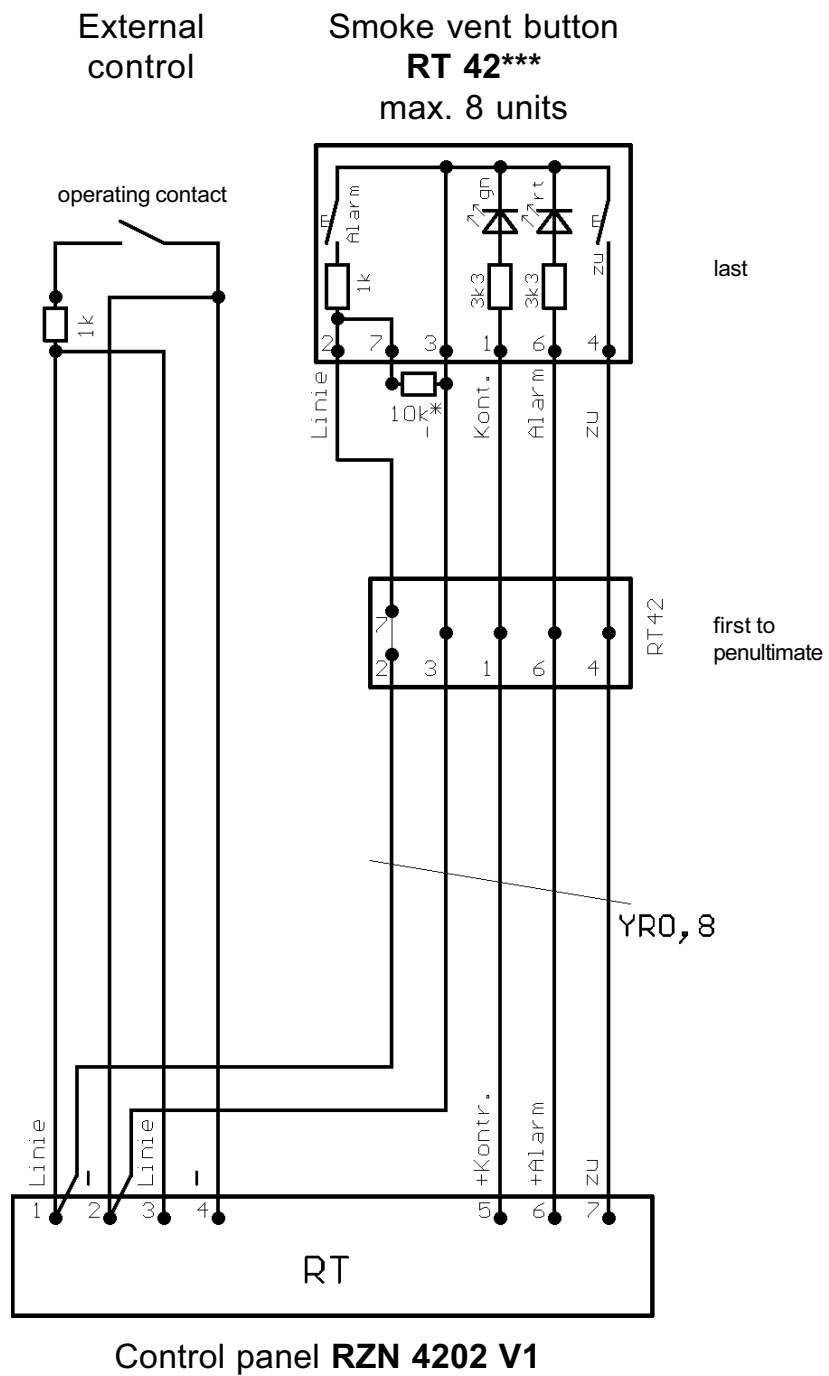 External
control
Smoke vent button
RT 42***
max. 8 units
operating contact
1k
Alarm
1k
gn
3k3
rt
3k3
zu
last
2 7 3 1 6 4
10k*
Linie
–
Kont.
Alarm
zu
7
2 3 1 6 4
RT42
first to
penultimate
YR0,8
Linie
–
Linie
–
+Kontr.
+Alarm
zu
1 2 3 4 5 6 7
RT
Control panel RZN 4202 V1